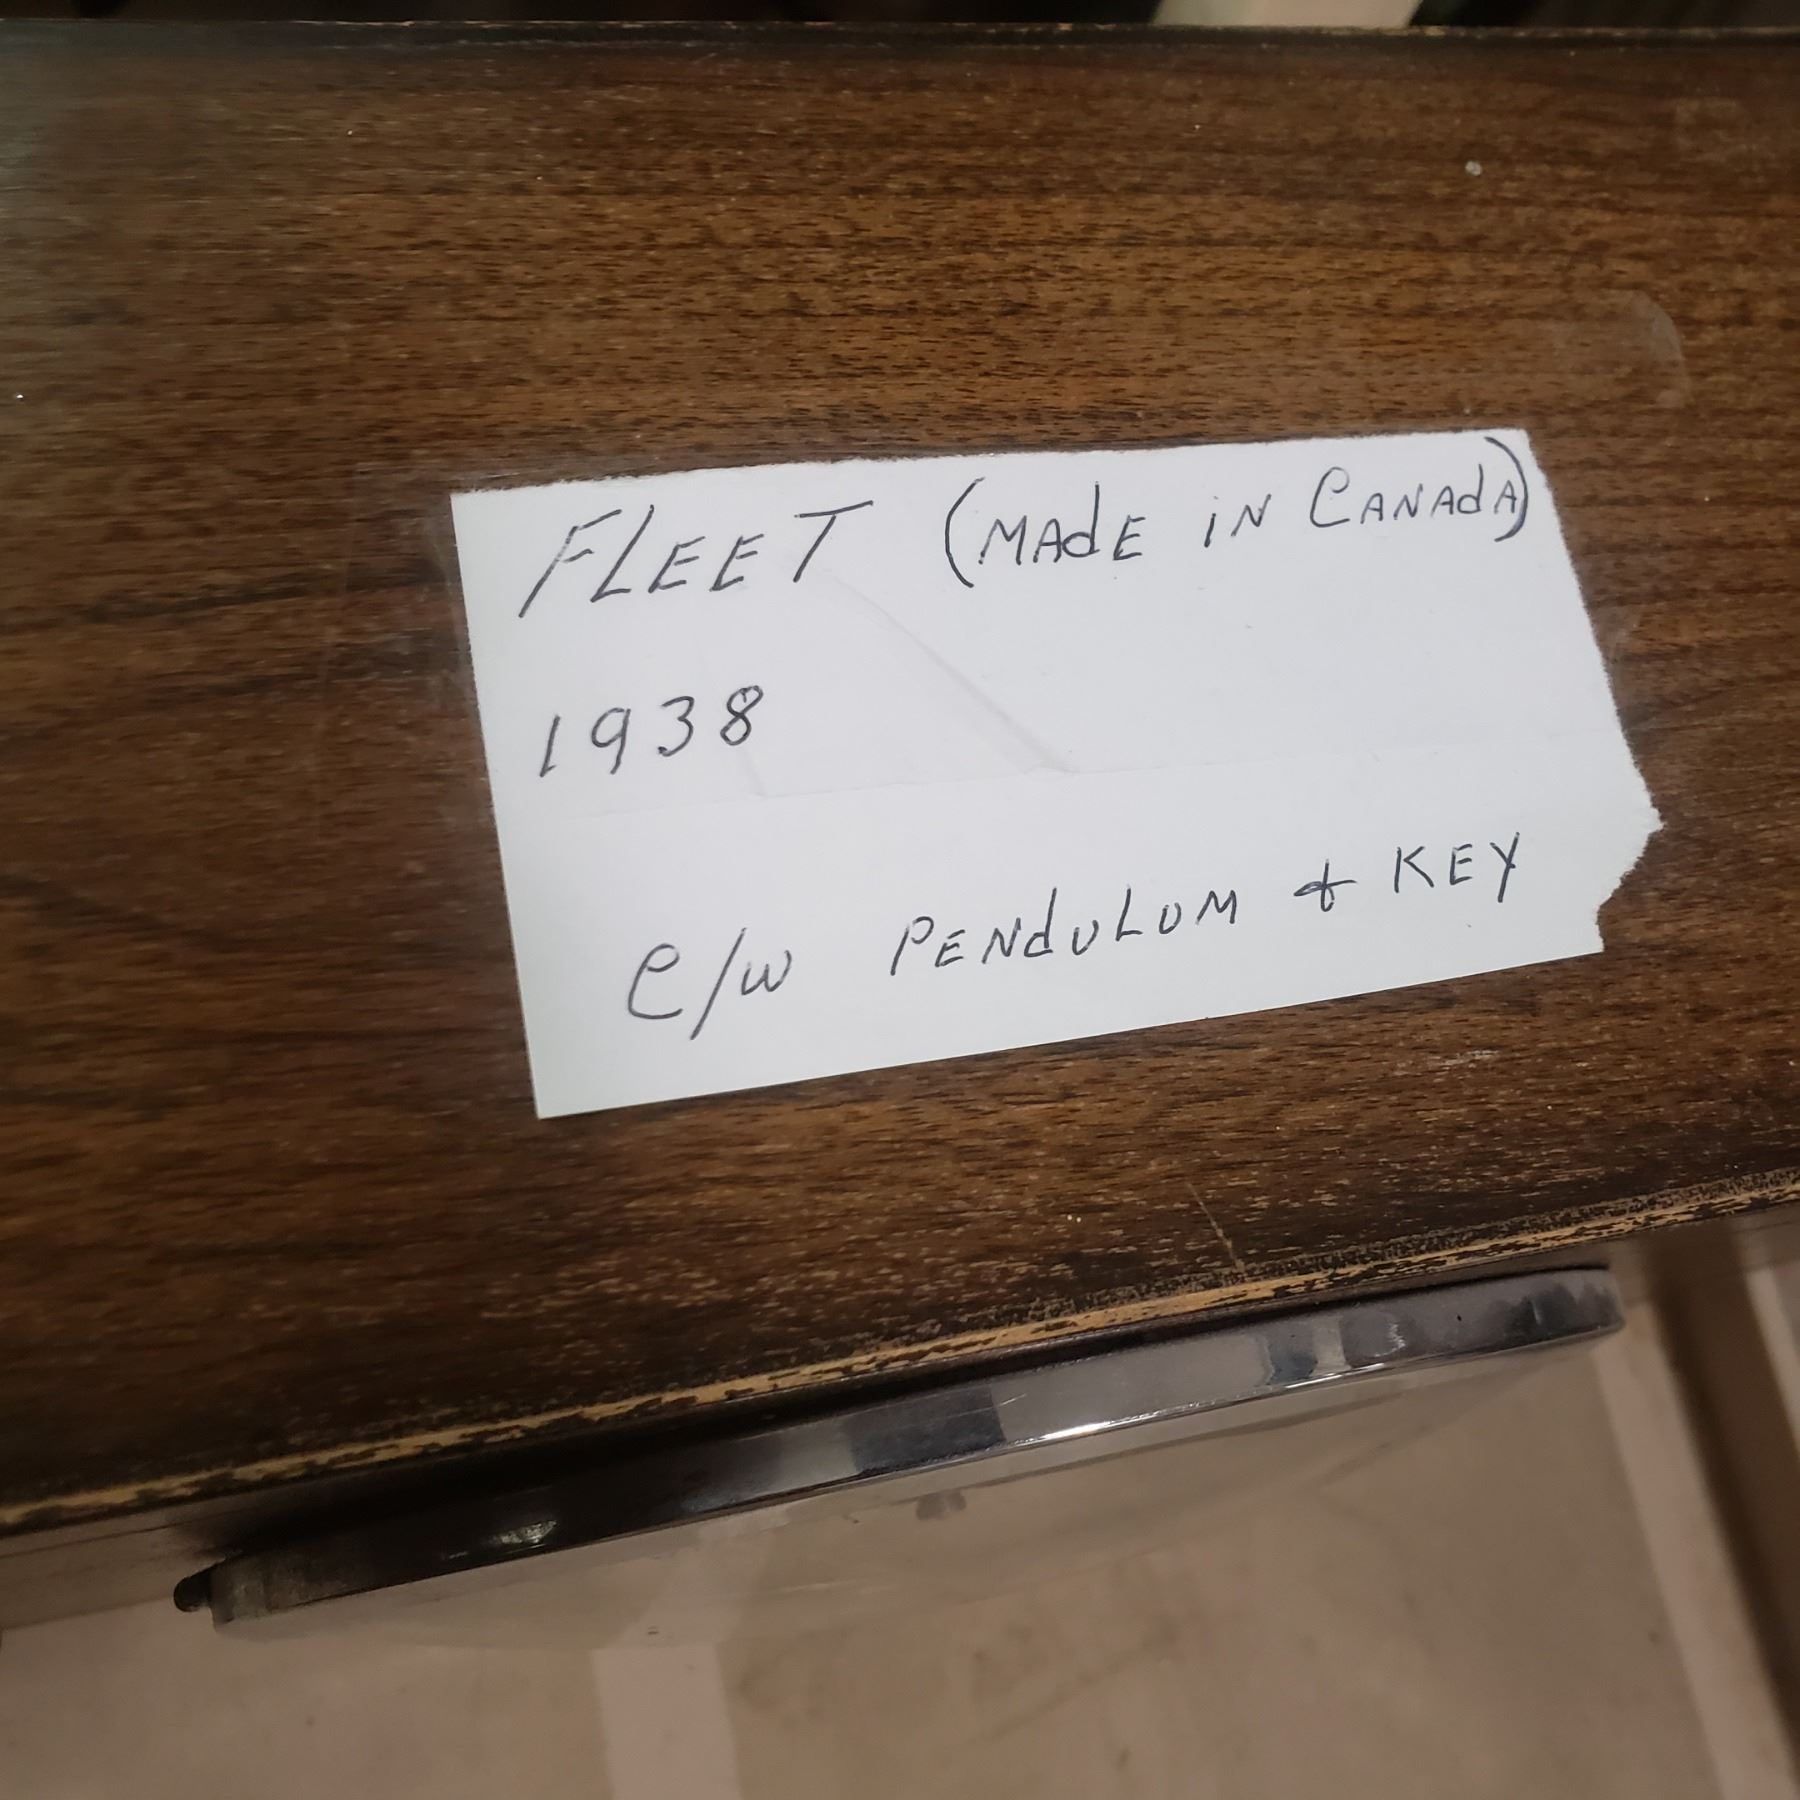 FLEET (MAdE iN CANAdA)
1938
C/W PENdULUM & KEY